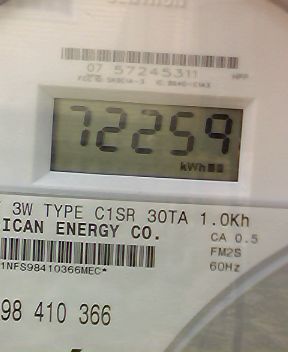 07 57245311
72259
kWh
3W TYPE C1SR 30TA 1.0Kh
ICAN ENERGY CO.
CA 0.5
FM2S
60Hz
1NFS98410366MEC*
98 410 366